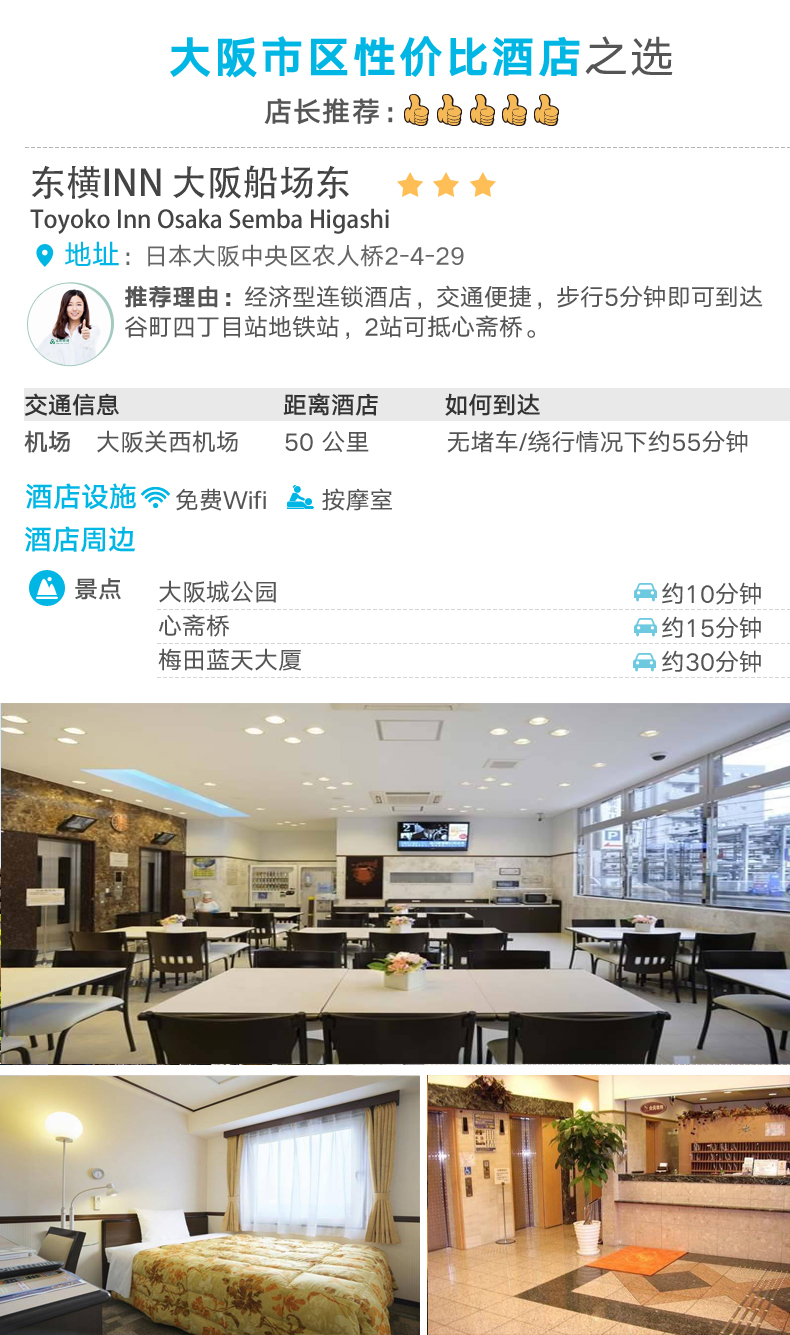 大阪市区性价比酒店之选
店长推荐：
东横INN 大阪船场东
Toyoko Inn Osaka Semba Higashi
地址：日本大阪中央区农人桥2-4-29
推荐理由：经济型连锁酒店，交通便捷，步行5分钟即可到达
谷町四丁目站地铁站，2站可抵心斋桥。
交通信息 距离酒店 如何到达
机场 大阪关西机场 50 公里 无堵车/绕行情况下约55分钟
酒店设施 免费Wifi 按摩室
酒店周边
景点 大阪城公园 约10分钟
心斋桥 约15分钟
梅田蓝天大厦 约30分钟
P